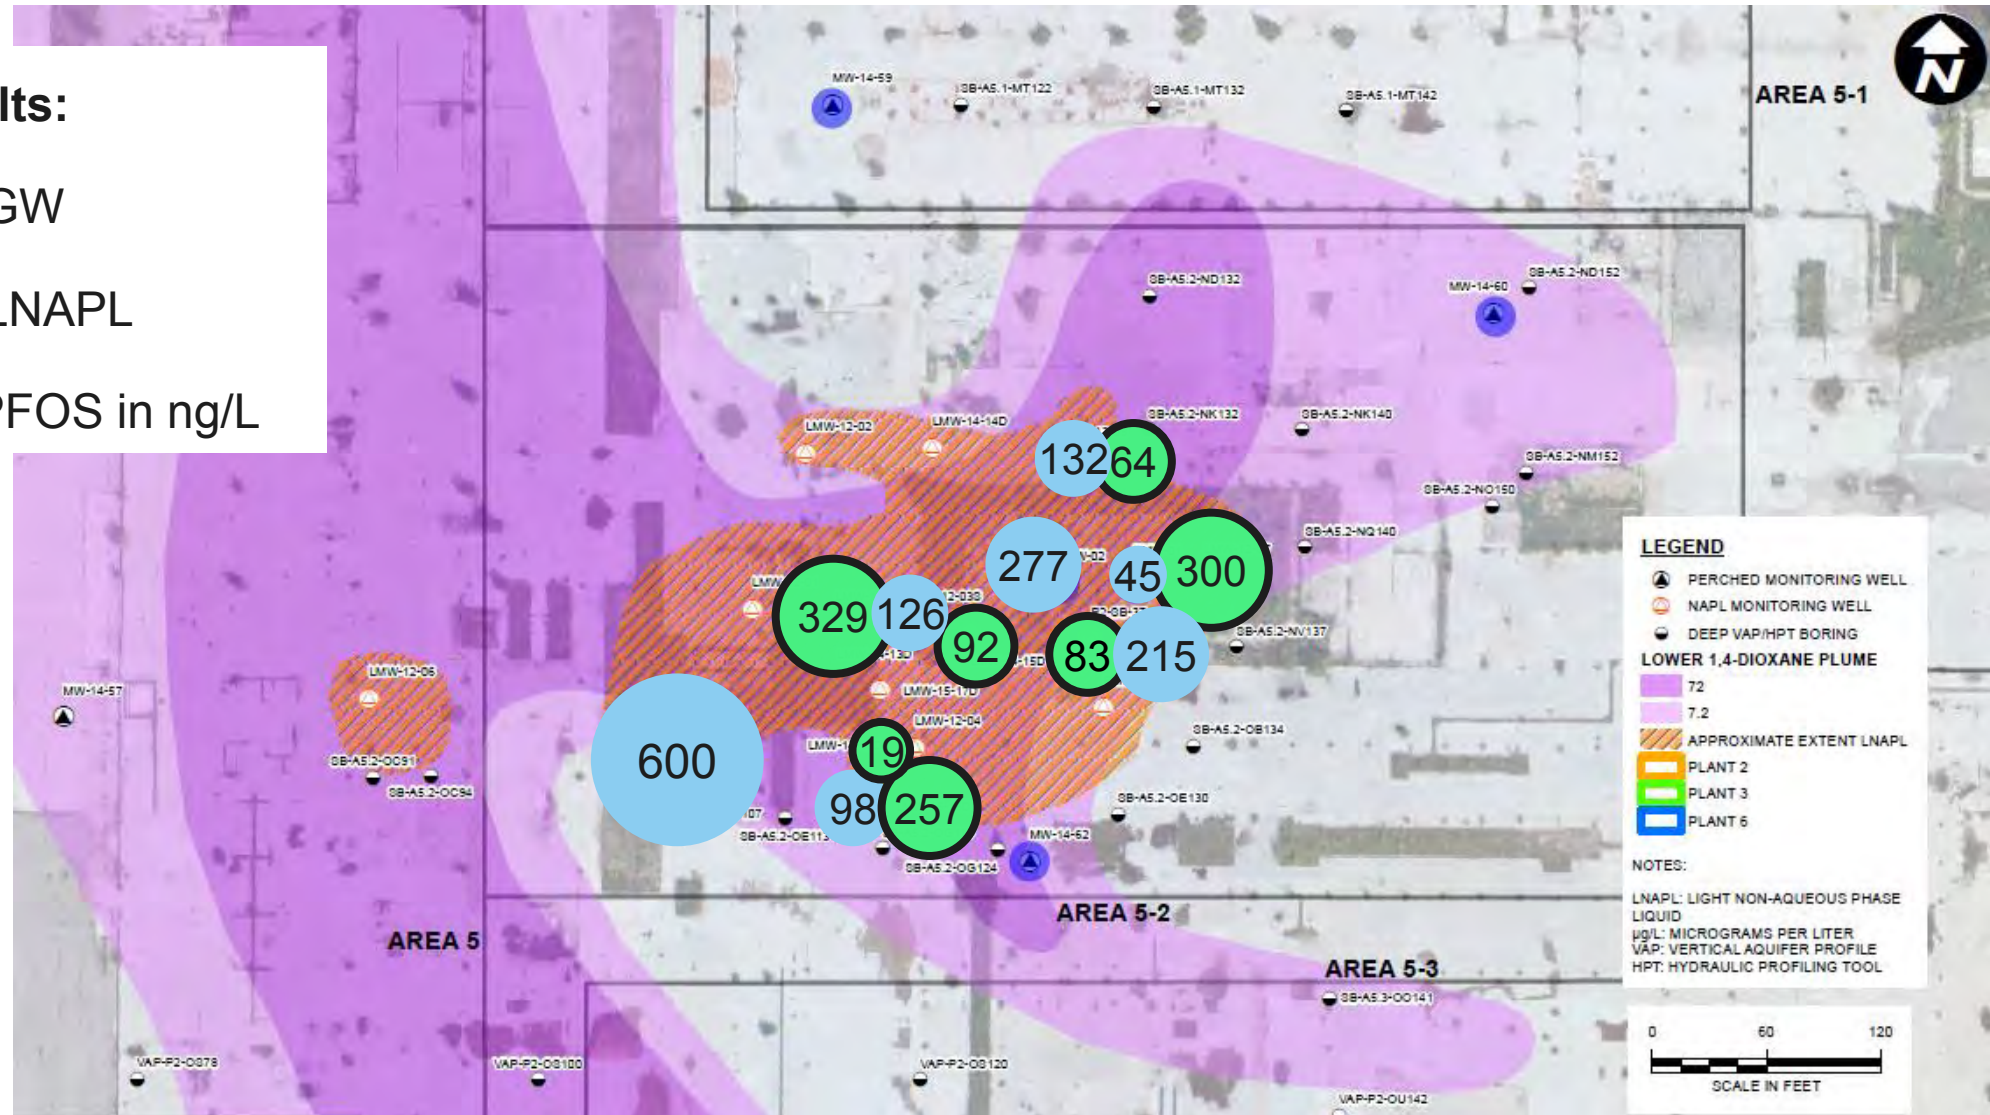 lts:
GW
LNAPL
PFOS in ng/L
N
AREA 5-1
MW-14-59
SB-A5.1-MT122
SB-A5.1-MT132
SB-A5.1-MT142
SB-A5.2-ND132
SB-A5.2-ND152
MW-14-60
LMW-12-02
LMW-14-14D
SB-A5.2-NK132
SB-A5.2-NK140
132
64
SB-A5.2-NM152
SB-A5.2-NO150
SB-A5.2-NQ140
277
45
300
329
126
92
83
215
SB-A5.2-NV137
LMW-12-06
MW-14-57
LMW-15-17D
LMW-12-04
SB-A5.2-OB134
600
19
98
257
SB-A5.2-OC91
SB-A5.2-OC94
SB-A5.2-OE130
SB-A5.2-OE113
SB-A5.2-OG124
MW-14-62
AREA 5-2
AREA 5
AREA 5-3
SB-A5.3-OO141
VAP-P2-OS78
VAP-P2-OS100
VAP-P2-OS120
VAP-P2-OU142
LEGEND
PERCHED MONITORING WELL
NAPL MONITORING WELL
DEEP VAP/HPT BORING
LOWER 1,4-DIOXANE PLUME
72
7.2
APPROXIMATE EXTENT LNAPL
PLANT 2
PLANT 3
PLANT 6
NOTES:
LNAPL: LIGHT NON-AQUEOUS PHASE
LIQUID
µg/L: MICROGRAMS PER LITER
VAP: VERTICAL AQUIFER PROFILE
HPT: HYDRAULIC PROFILING TOOL
0 60 120
SCALE IN FEET